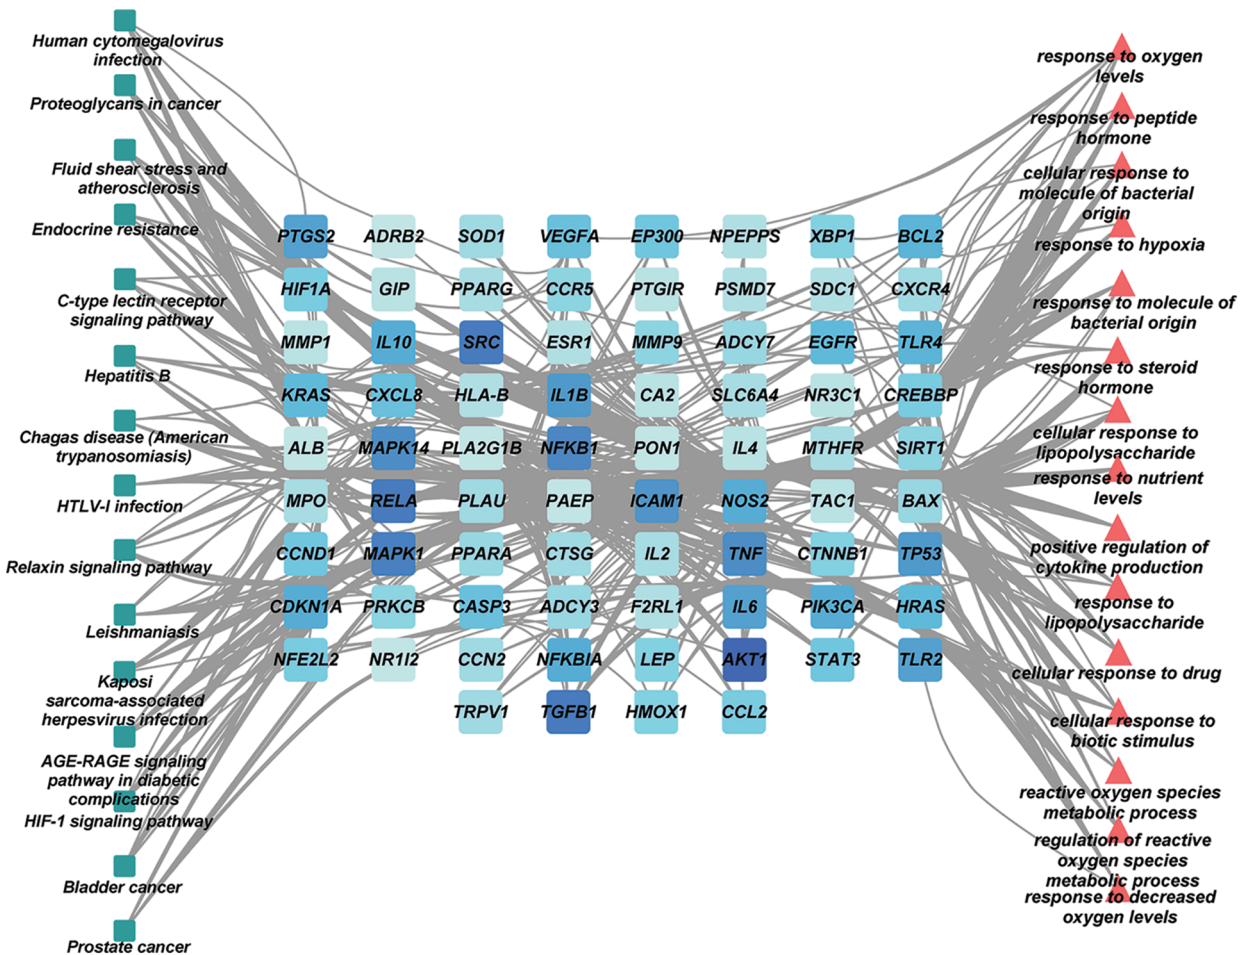 Human cytomegalovirus
infection
Proteoglycans in cancer
Fluid shear stress and
atherosclerosis
Endocrine resistance
C-type lectin receptor
signaling pathway
Hepatitis B
Chagas disease (American
trypanosomiasis)
HTLV-I infection
Relaxin signaling pathway
Leishmaniasis
Kaposi
sarcoma-associated
herpesvirus infection
AGE-RAGE signaling
pathway in diabetic
complications
HIF-1 signaling pathway
Bladder cancer
Prostate cancer
PTGS2 ADRB2 SOD1 VEGFA EP300 NPEPPS XBP1 BCL2
HIF1A GIP PPARG CCR5 PTGIR PSMD7 SDC1 CXCR4
MMP1 IL10 SRC ESR1 MMP9 ADCY7 EGFR TLR4
KRAS CXCL8 HLA-B IL1B CA2 SLC6A4 NR3C1 CREBBP
ALB MAPK14 PLA2G1B NFKB1 PON1 IL4 MTHFR SIRT1
MPO RELA PLAU PAEP ICAM1 NOS2 TAC1 BAX
CCND1 MAPK1 PPARA CTSG IL2 TNF CTNNB1 TP53
CDKN1A PRKCB CASP3 ADCY3 F2RL1 IL6 PIK3CA HRAS
NFE2L2 NR1I2 CCN2 NFKBIA LEP AKT1 STAT3 TLR2
TRPV1 TGFB1 HMOX1 CCL2
response to oxygen
levels
response to peptide
hormone
cellular response to
molecule of bacterial
origin
response to hypoxia
response to molecule of
bacterial origin
response to steroid
hormone
cellular response to
lipopolysaccharide
response to nutrient
levels
positive regulation of
cytokine production
response to
lipopolysaccharide
cellular response to drug
cellular response to
biotic stimulus
reactive oxygen species
metabolic process
regulation of reactive
oxygen species
metabolic process
response to decreased
oxygen levels